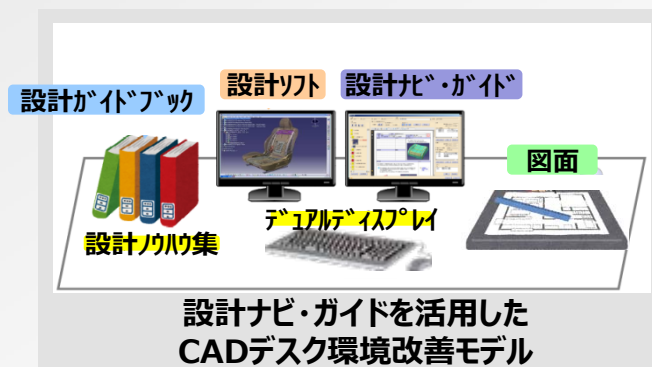 設計ｶﾞｲﾄﾞﾌﾞｯｸ
設計ｿﾌﾄ
設計ﾅﾋﾞ・ｶﾞｲﾄﾞ
図面
ﾃﾞｭｱﾙﾃﾞｨｽﾌﾟﾚｲ
設計ﾉｳﾊｳ集
設計ナビ・ガイドを活用した
CADデスク環境改善モデル